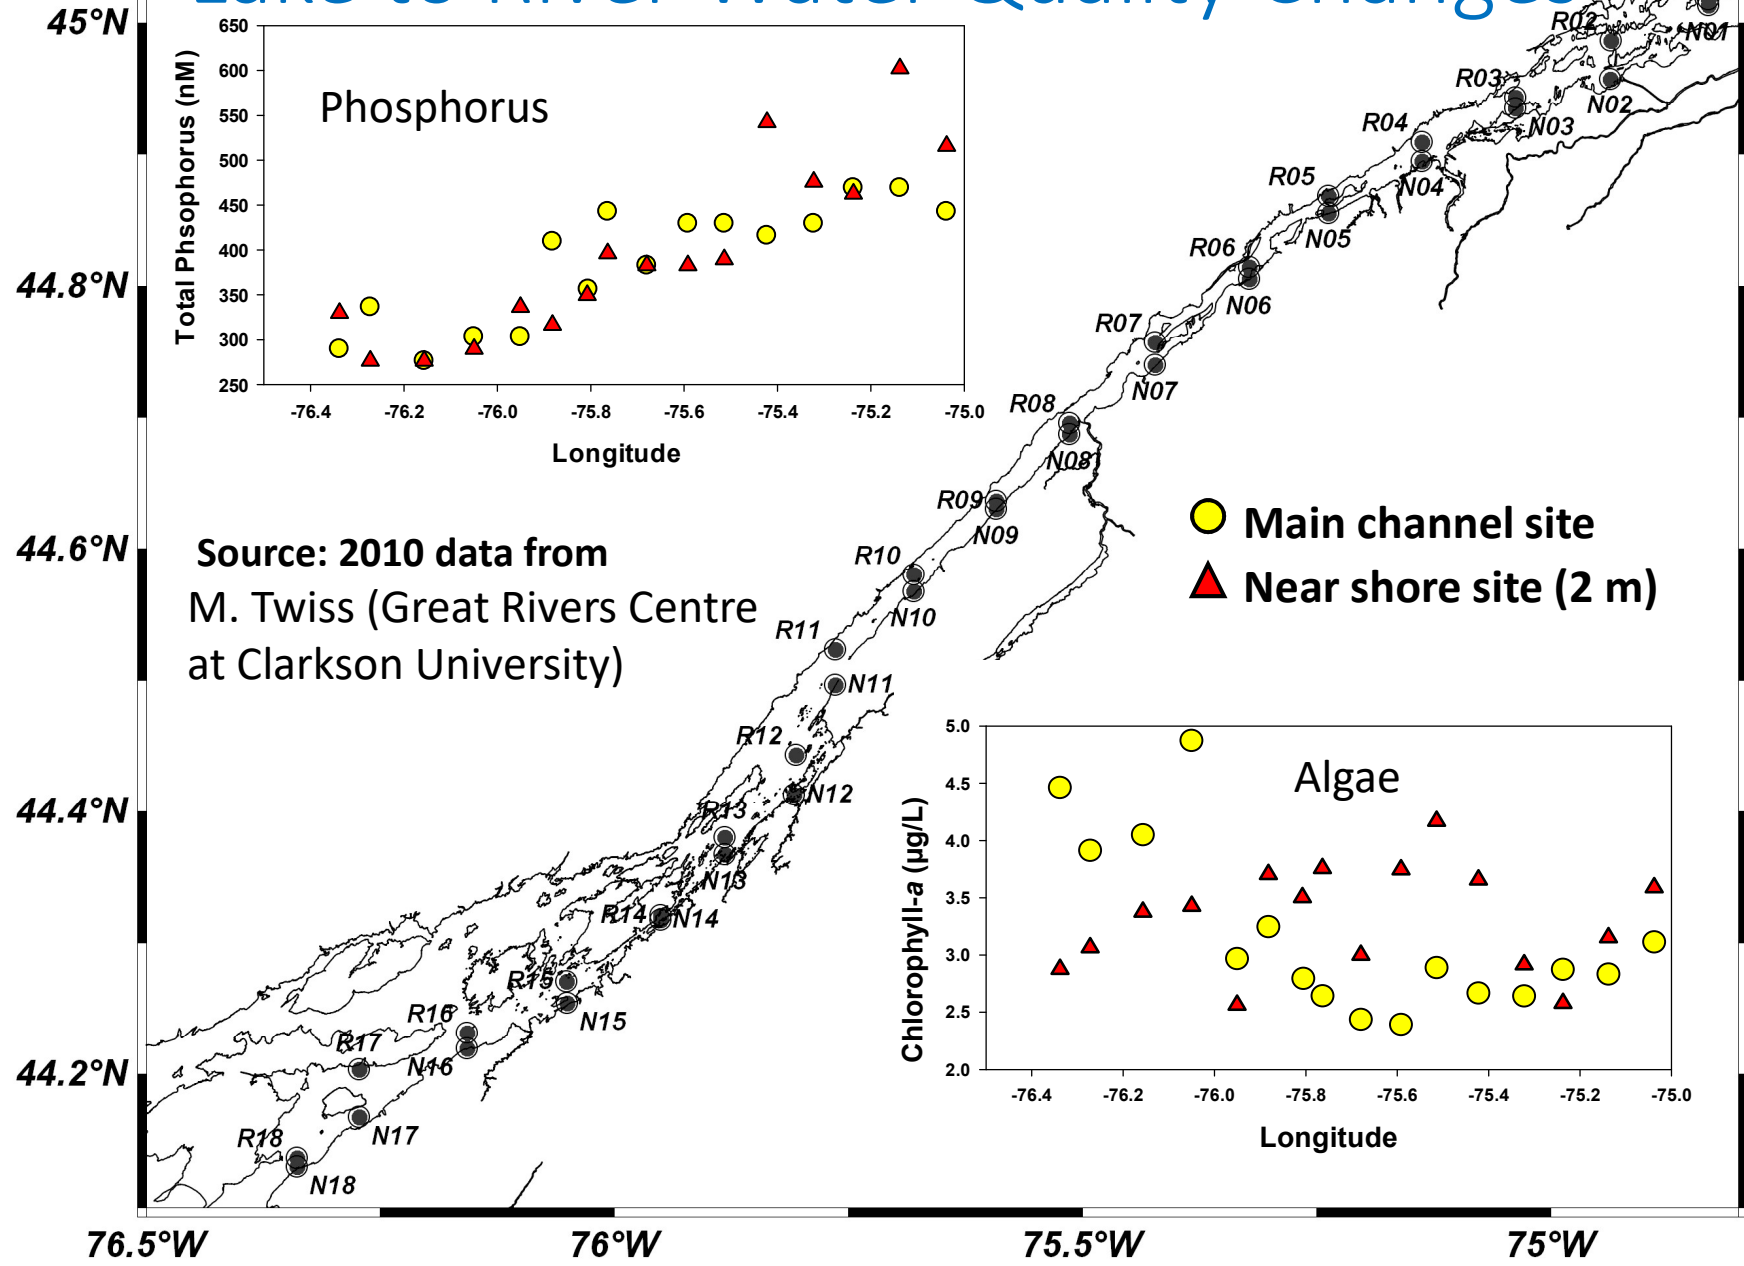 Lake to River Water Quality Changes
45°N
44.8°N
44.6°N
44.4°N
44.2°N
76.5°W
76°W
75.5°W
75°W
Phosphorus
Total Phsophorus (nM)
650
600
550
500
450
400
350
300
250
-76.4
-76.2
-76.0
-75.8
-75.6
-75.4
-75.2
-75.0
Longitude
Source: 2010 data from
M. Twiss (Great Rivers Centre
at Clarkson University)
Main channel site
Near shore site (2 m)
Algae
Chlorophyll-a (µg/L)
5.0
4.5
4.0
3.5
3.0
2.5
2.0
-76.4
-76.2
-76.0
-75.8
-75.6
-75.4
-75.2
-75.0
Longitude
N01
R02
N02
R03
N03
R04
N04
R05
N05
R06
N06
R07
N07
R08
N08
R09
N09
R10
N10
R11
N11
R12
N12
R13
N13
R14
N14
R15
N15
R16
N16
R17
N17
R18
N18